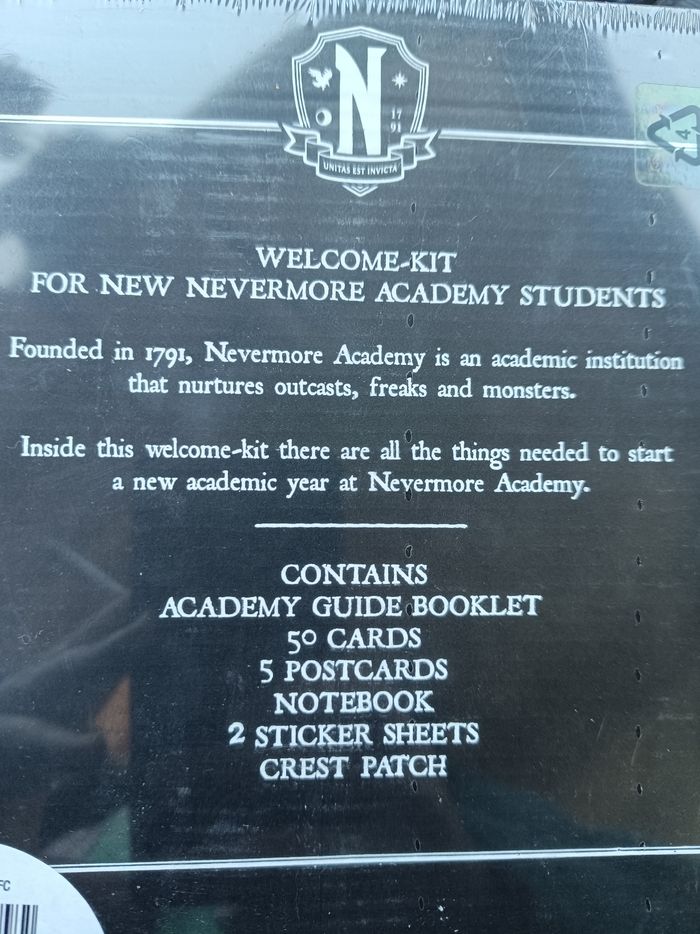 N
17
91
UNITAS EST INVICTA
4
WELCOME-KIT
FOR NEW NEVERMORE ACADEMY STUDENTS
Founded in 1791, Nevermore Academy is an academic institution
that nurtures outcasts, freaks and monsters.
Inside this welcome-kit there are all the things needed to start
a new academic year at Nevermore Academy.
CONTAINS
ACADEMY GUIDE BOOKLET
50 CARDS
5 POSTCARDS
NOTEBOOK
2 STICKER SHEETS
CREST PATCH